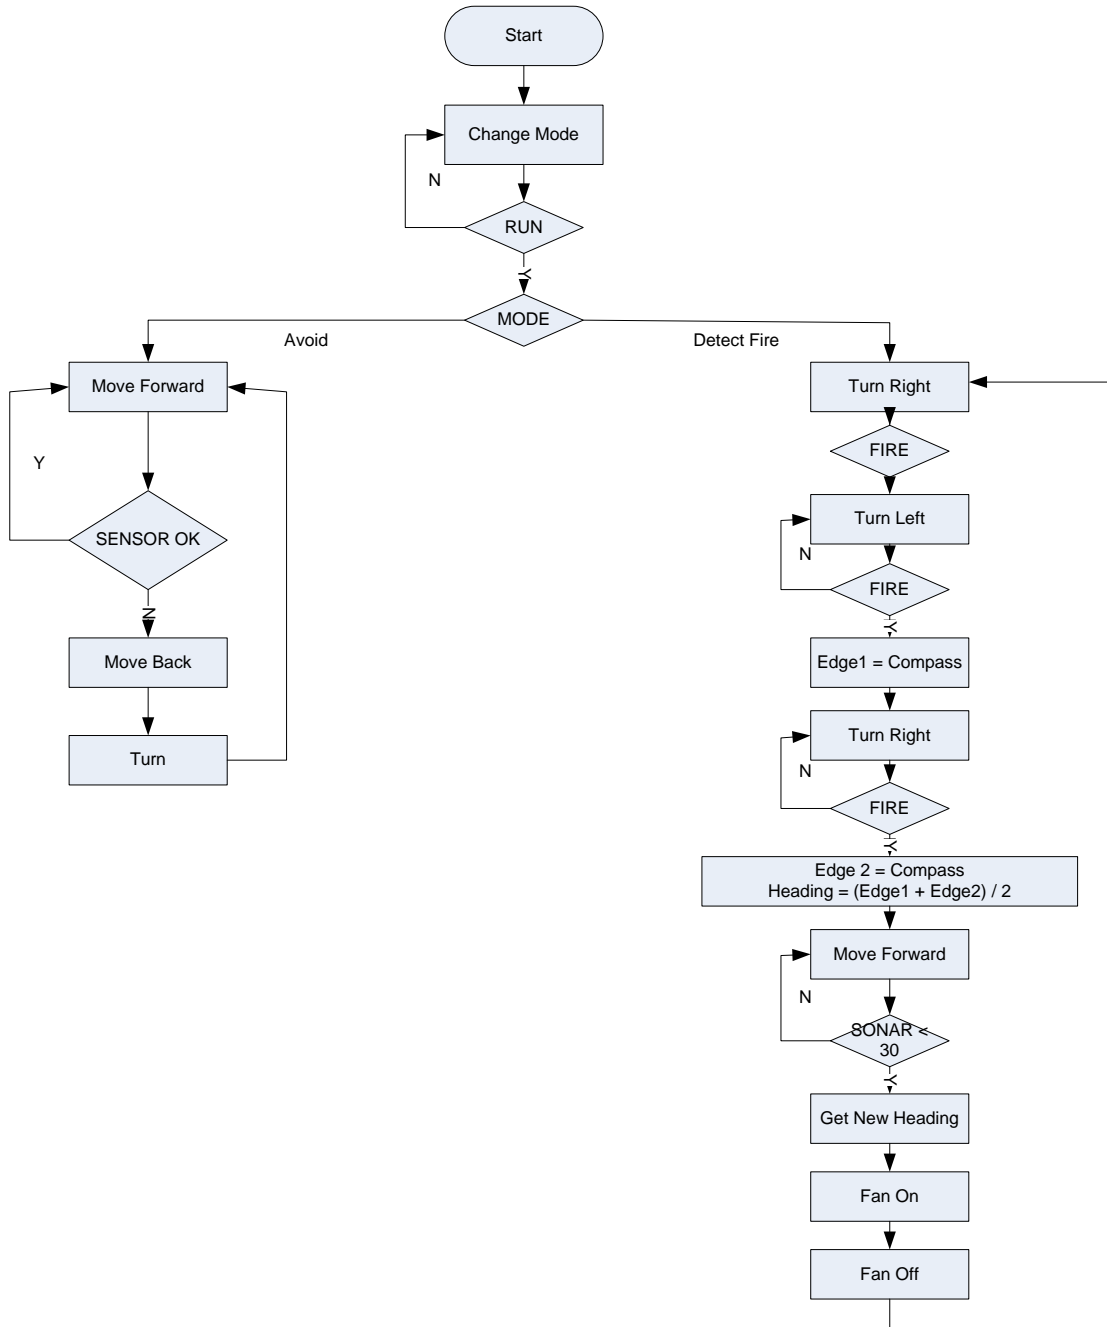 Start
Change Mode
N
RUN
Y
MODE
Avoid
Detect Fire
Move Forward
Y
SENSOR OK
N
Move Back
Turn
Turn Right
FIRE
Turn Left
N
FIRE
Y
Edge1 = Compass
Turn Right
N
FIRE
Y
Edge 2 = Compass
Heading = (Edge1 + Edge2) / 2
Move Forward
N
SONAR <
30
Y
Get New Heading
Fan On
Fan Off